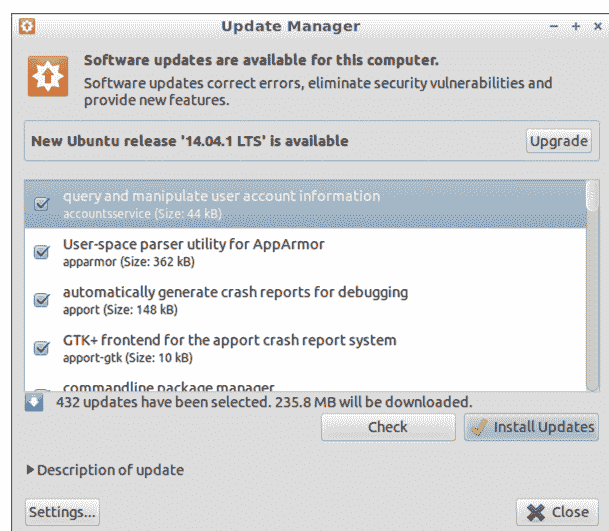 Update Manager
Software updates are available for this computer.
Software updates correct errors, eliminate security vulnerabilities and
provide new features.
New Ubuntu release '14.04.1 LTS' is available
Upgrade
query and manipulate user account information
accountsservice (Size: 44 kB)
User-space parser utility for AppArmor
apparmor (Size: 362 kB)
automatically generate crash reports for debugging
apport (Size: 148 kB)
GTK+ frontend for the apport crash report system
apport-gtk (Size: 10 kB)
commandline package manager
432 updates have been selected. 235.8 MB will be downloaded.
Check
Install Updates
Description of update
Settings...
Close